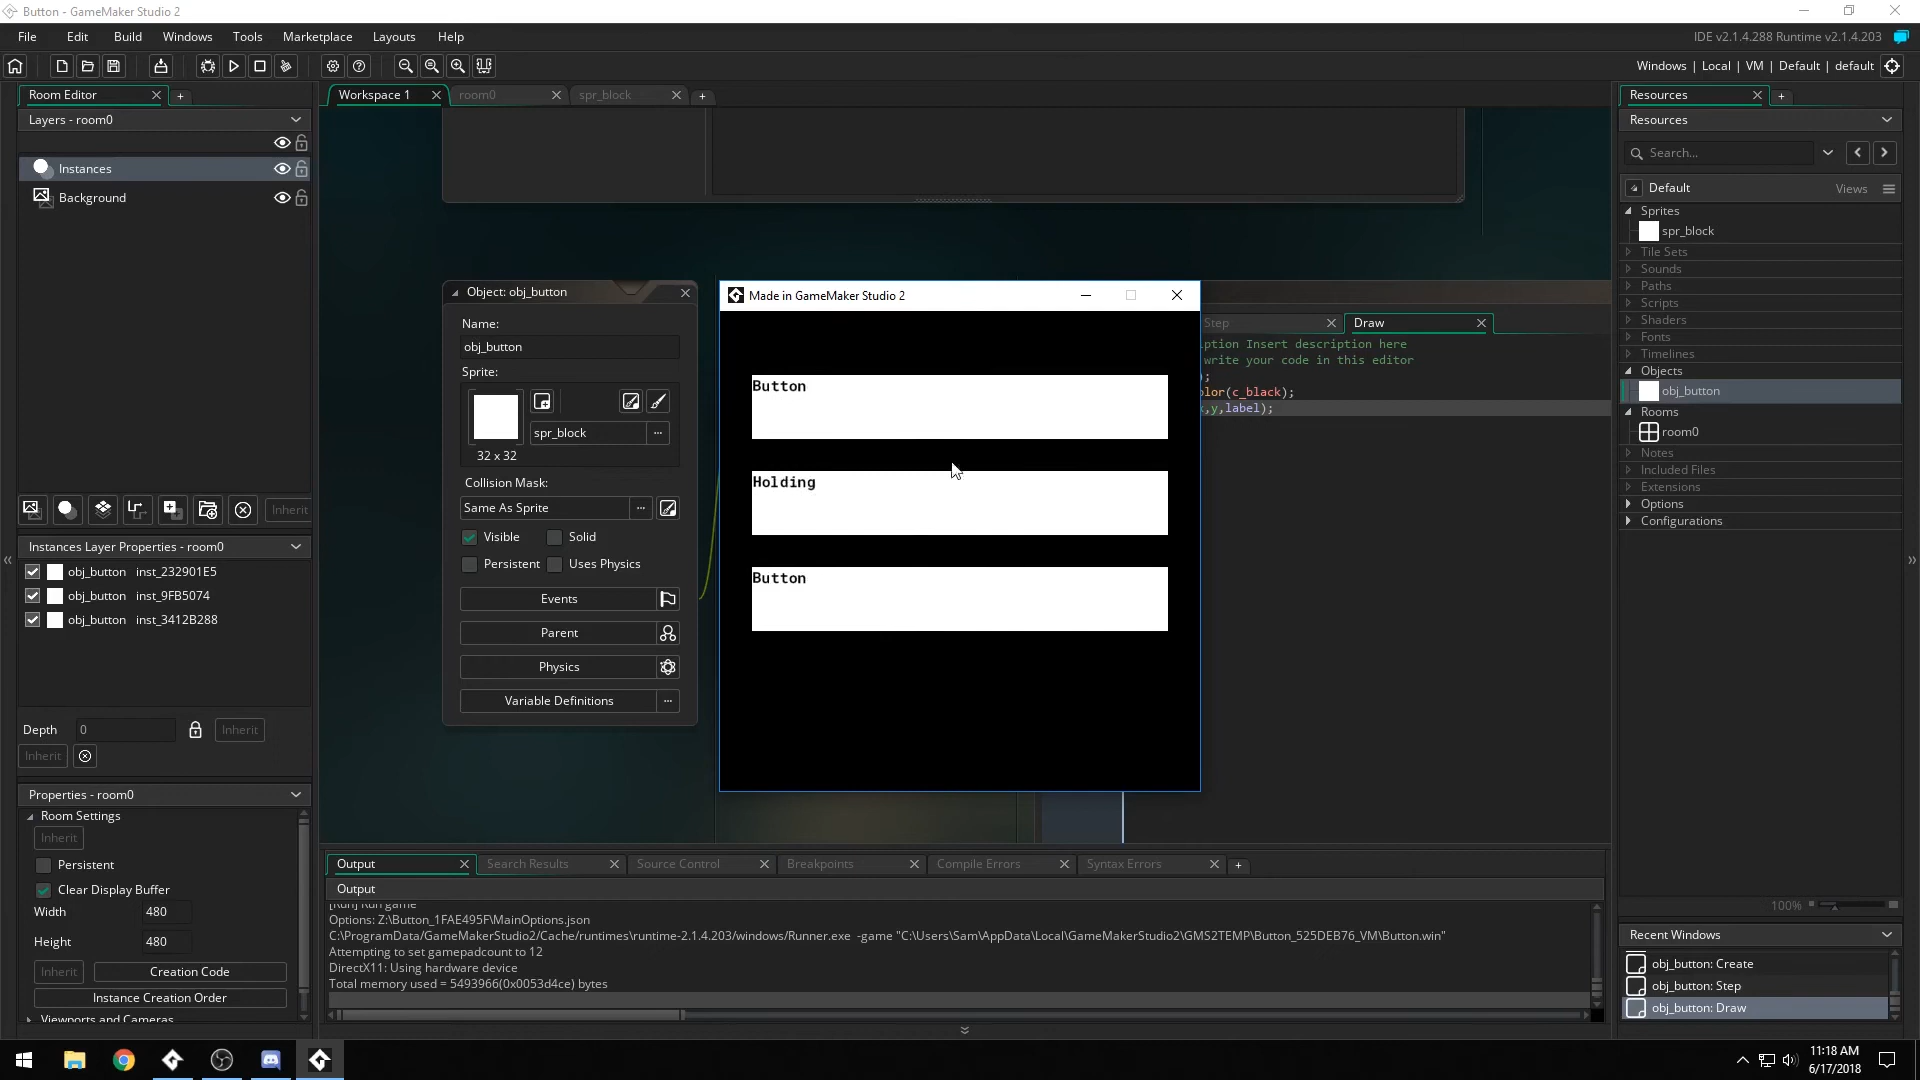 Button - GameMaker Studio 2
File Edit Build Windows Tools Marketplace Layouts Help
IDE v2.1.4.288 Runtime v2.1.4.203
Windows | Local | VM | Default | default
Room Editor
Layers - room0
Instances
Background
Inherit
Instances Layer Properties - room0
obj_button inst_232901E5
obj_button inst_9FB5074
obj_button inst_3412B288
Depth 0 Inherit
Inherit
Properties - room0
Room Settings
Inherit
Persistent
Clear Display Buffer
Width 480
Height 480
Inherit Creation Code
Instance Creation Order
Viewports and Cameras
Workspace 1 room0 spr_block
Object: obj_button
Name:
obj_button
Sprite:
spr_block
32 x 32
Collision Mask:
Same As Sprite
Visible Solid
Persistent Uses Physics
Events
Parent
Physics
Variable Definitions
Made in GameMaker Studio 2
Button
Holding
Button
Step Draw
ption Insert description here
write your code in this editor
);
olor(c_black);
,y,label);
Output Search Results Source Control Breakpoints Compile Errors Syntax Errors
Output
[Run] Run game
Options: Z:\Button_1FAE495F\MainOptions.json
C:\ProgramData/GameMakerStudio2/Cache/runtimes\runtime-2.1.4.203/windows/Runner.exe -game "C:\Users\Sam\AppData\Local\GameMakerStudio2\GMS2TEMP\Button_525DEB76_VM\Button.win"
Attempting to set gamepadcount to 12
DirectX11: Using hardware device
Total memory used = 5493966(0x0053d4ce) bytes
Resources
Resources
Search...
Default Views
Sprites
spr_block
Tile Sets
Sounds
Paths
Scripts
Shaders
Fonts
Timelines
Objects
obj_button
Rooms
room0
Notes
Included Files
Extensions
Options
Configurations
100%
Recent Windows
obj_button: Create
obj_button: Step
obj_button: Draw
11:18 AM
6/17/2018